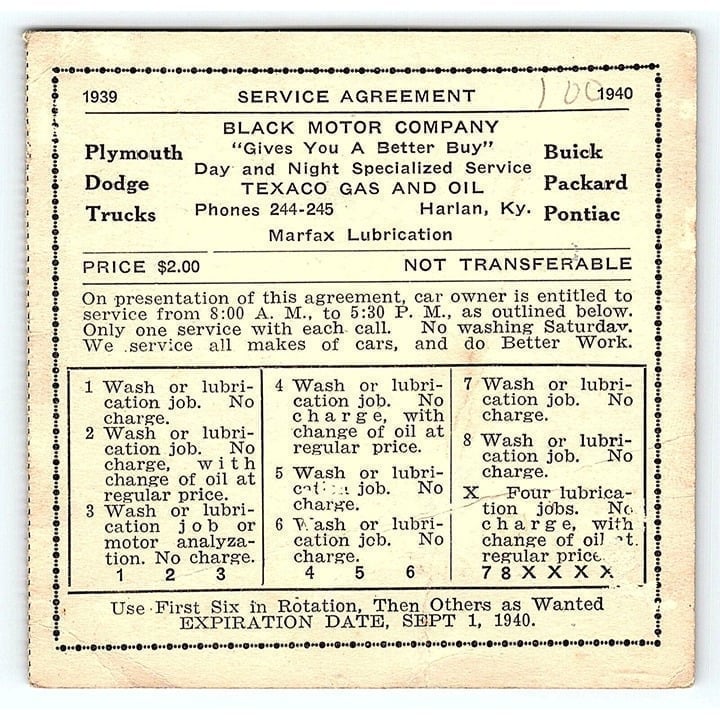 1939 SERVICE AGREEMENT 100 1940
BLACK MOTOR COMPANY
"Gives You A Better Buy"
Day and Night Specialized Service
TEXACO GAS AND OIL
Phones 244-245 Harlan, Ky.
Marfax Lubrication
Plymouth
Dodge
Trucks
Buick
Packard
Pontiac
PRICE $2.00 NOT TRANSFERABLE
On presentation of this agreement, car owner is entitled to
service from 8:00 A. M., to 5:30 P. M., as outlined below.
Only one service with each call. No washing Saturday.
We service all makes of cars, and do Better Work.
1 Wash or lubri-
cation job. No
charge.
2 Wash or lubri-
cation job. No
charge, with
change of oil at
regular price.
3 Wash or lubri-
cation job or
motor analyza-
tion. No charge.
1 2 3
4 Wash or lubri-
cation job. No
charge, with
change of oil at
regular price.
5 Wash or lubri-
cation job. No
charge.
6 Wash or lubri-
cation job. No
charge.
4 5 6
7 Wash or lubri-
cation job. No
charge.
8 Wash or lubri-
cation job. No
charge.
X Four lubrica-
tion jobs. No
charge, with
change of oil at.
regular price.
7 8 X X X X
Use First Six in Rotation, Then Others as Wanted
EXPIRATION DATE, SEPT 1, 1940.